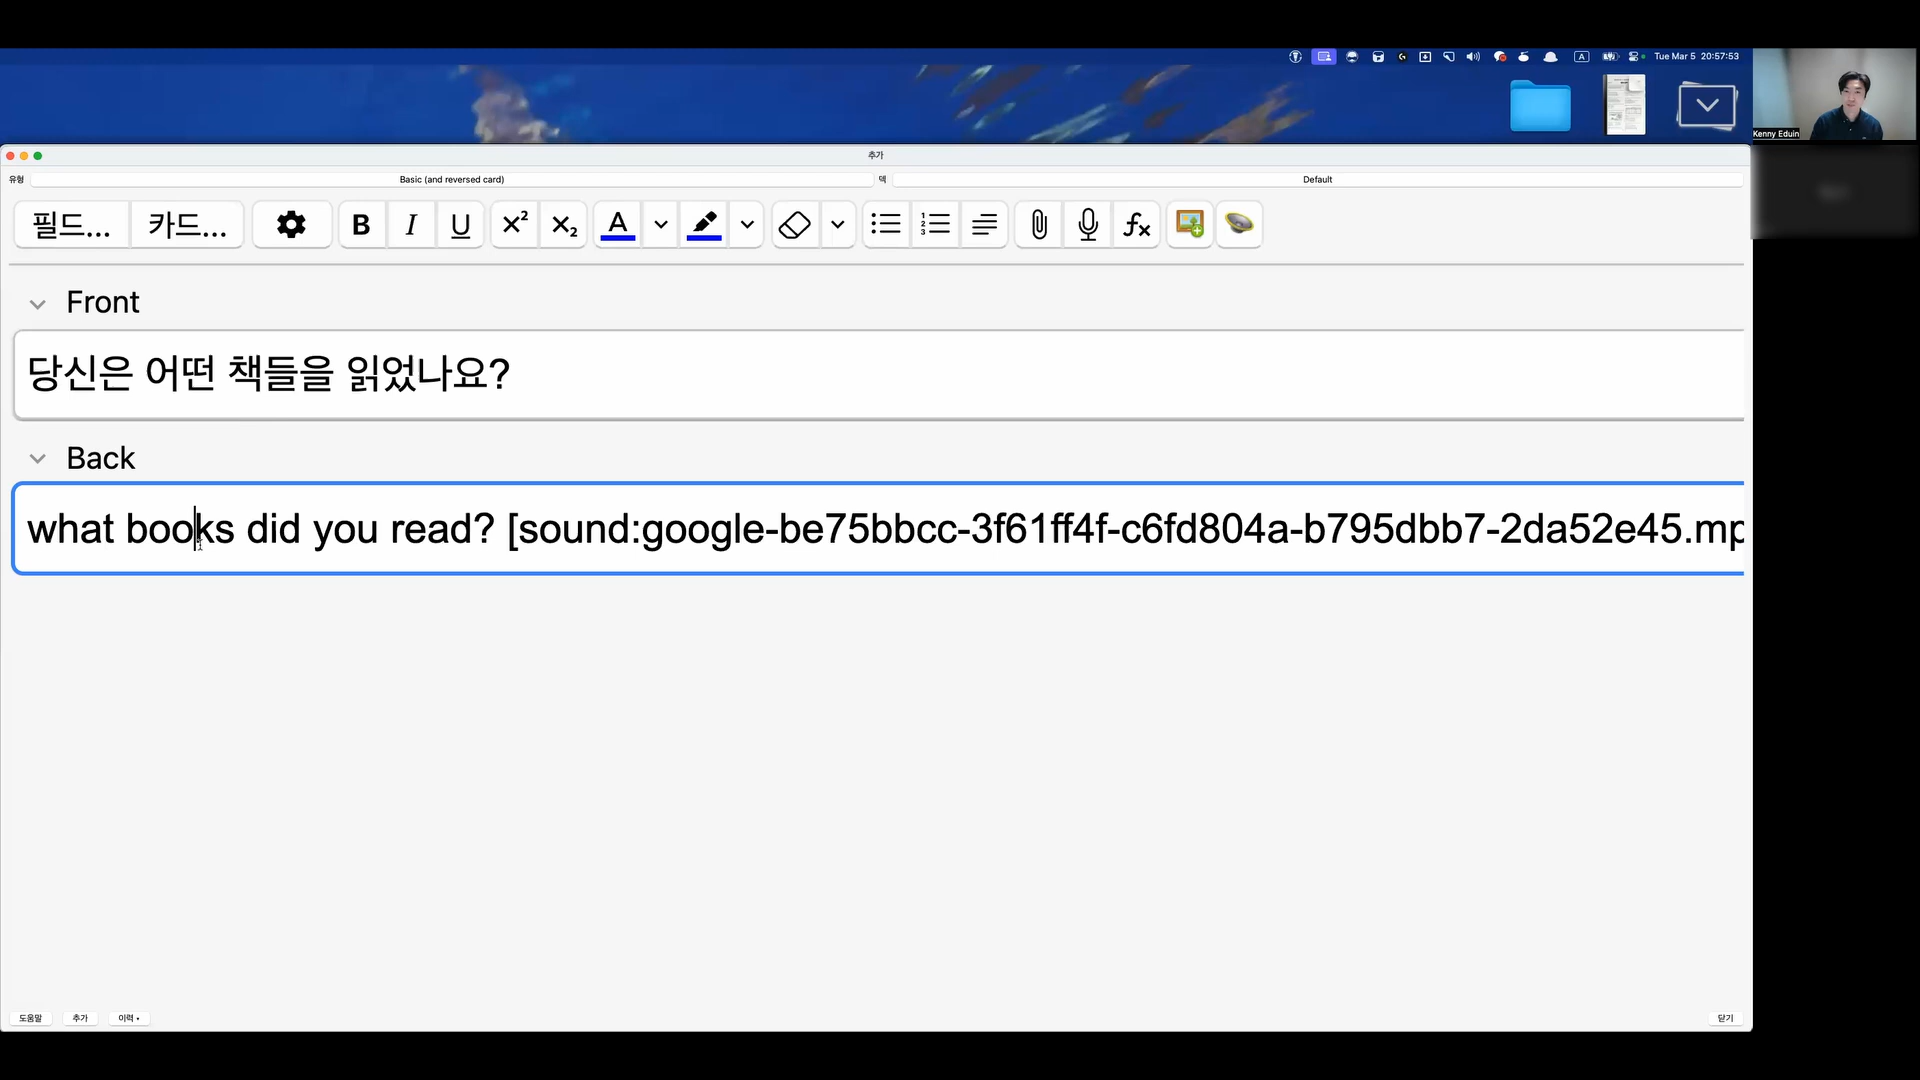 Tue Mar 5 20:57:53
Kenny Eduin
추가
유형 Basic (and reversed card) 덱 Default
필드... 카드... B I U X² X₂ A fx
Front
당신은 어떤 책들을 읽었나요?
Back
what books did you read? [sound:google-be75bbcc-3f61ff4f-c6fd804a-b795dbb7-2da52e45.mp
도움말 추가 이력 닫기